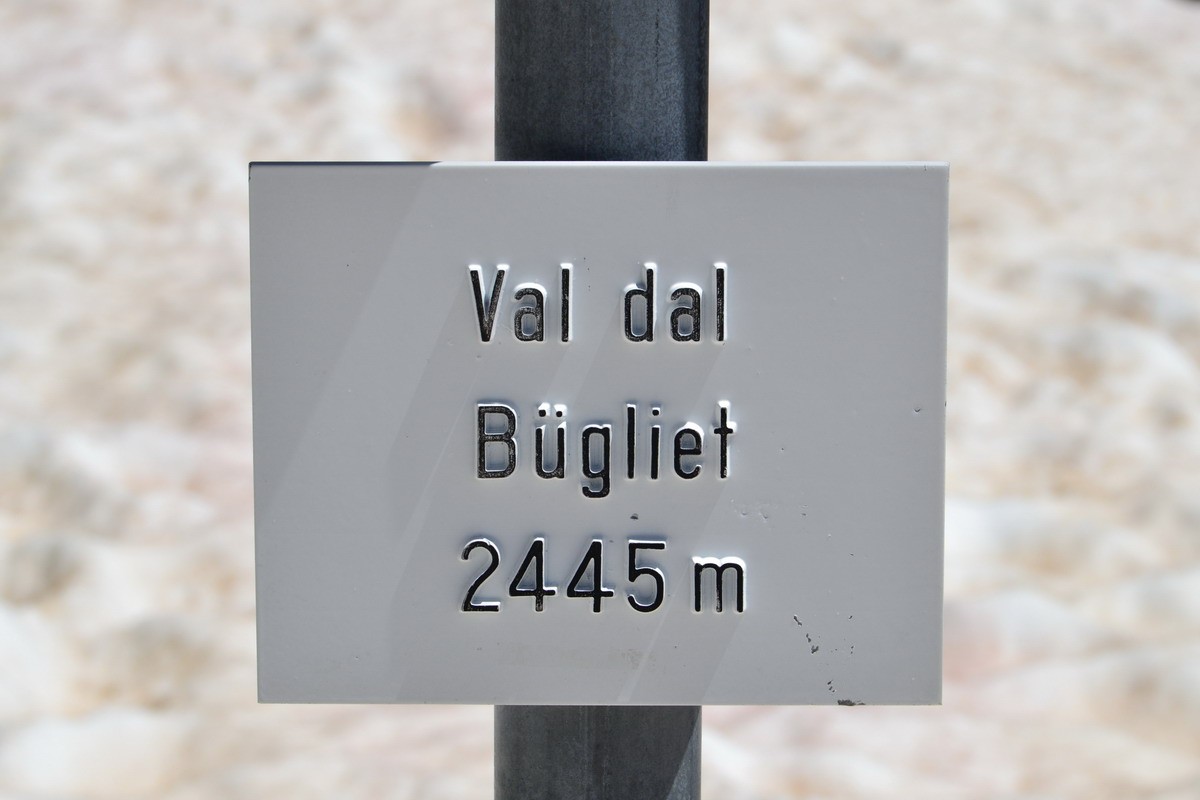 Val dal
Bügliet
2445 m